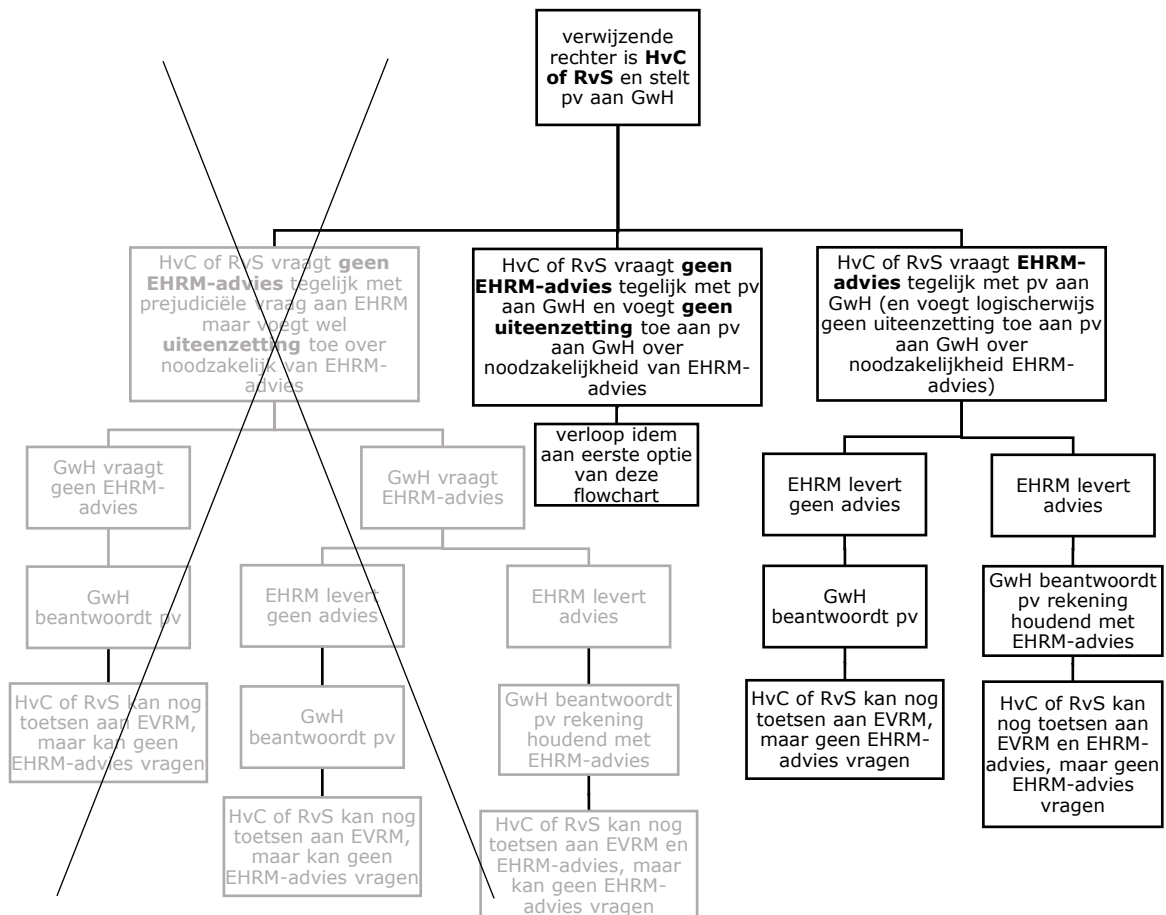 verwijzende
rechter is HvC
of RvS en stelt
pv aan GwH
HvC of RvS vraagt geen
EHRM-advies tegelijk met
prejudiciële vraag aan EHRM
maar voegt wel
uiteenzetting toe over
noodzakelijk van EHRM-
advies
HvC of RvS vraagt geen
EHRM-advies tegelijk met pv
aan GwH en voegt geen
uiteenzetting toe aan pv
aan GwH over
noodzakelijkheid van EHRM-
advies
HvC of RvS vraagt EHRM-
advies tegelijk met pv aan
GwH (en voegt logischerwijs
geen uiteenzetting toe aan pv
aan GwH over
noodzakelijkheid EHRM-
advies)
GwH vraagt
geen EHRM-
advies
GwH vraagt
EHRM-advies
verloop idem
aan eerste optie
van deze
flowchart
EHRM levert
geen advies
EHRM levert
advies
GwH
beantwoordt pv
EHRM levert
geen advies
EHRM levert
advies
GwH
beantwoordt pv
GwH beantwoordt
pv rekening
houdend met
EHRM-advies
HvC of RvS kan nog
toetsen aan EVRM,
maar kan geen
EHRM-advies vragen
GwH
beantwoordt pv
GwH beantwoordt
pv rekening
houdend met
EHRM-advies
HvC of RvS kan nog
toetsen aan EVRM,
maar geen EHRM-
advies vragen
HvC of RvS kan
nog toetsen aan
EVRM en EHRM-
advies, maar geen
EHRM-advies
vragen
HvC of RvS kan nog
toetsen aan EVRM,
maar kan geen
EHRM-advies vragen
HvC of RvS kan nog
toetsen aan EVRM en
EHRM-advies, maar
kan geen EHRM-
advies vragen